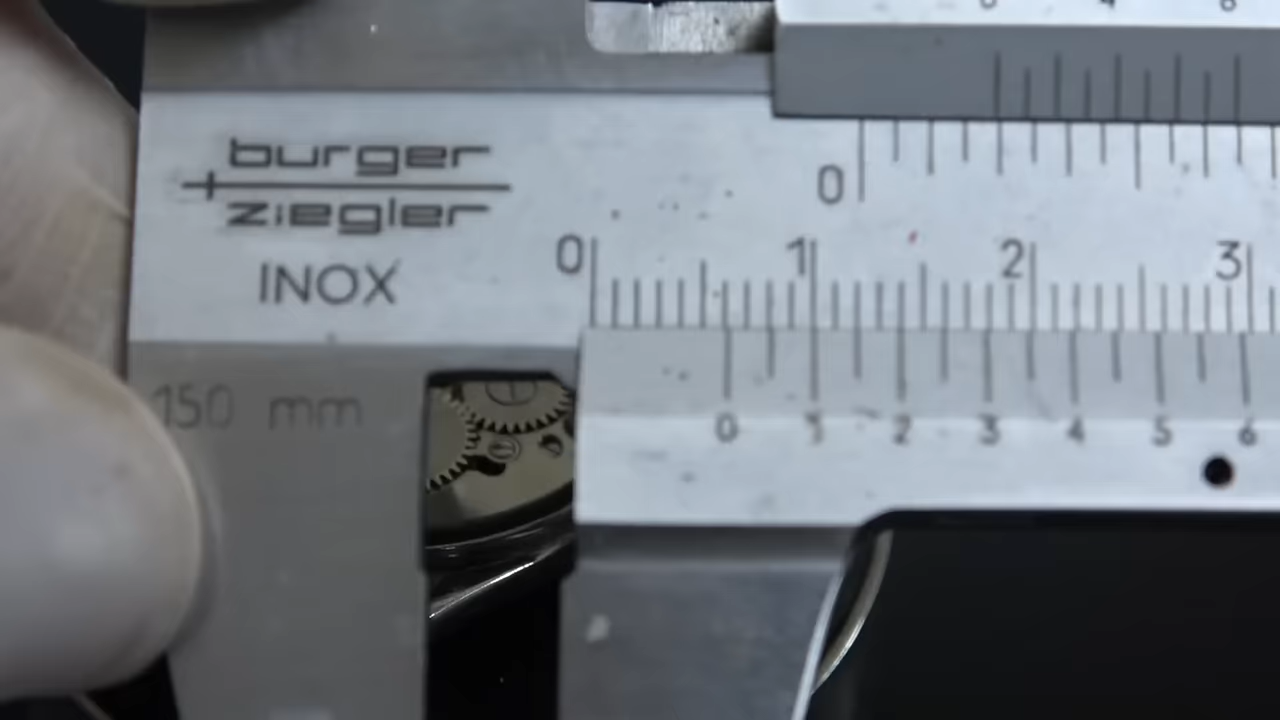 burger
ziegler
INOX
0
0 1 2 3
150 mm
0 1 2 3 4 5 6